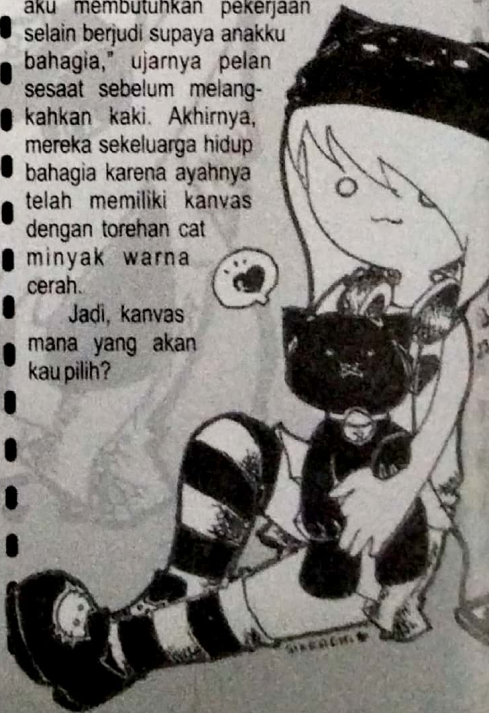 aku membutuhkan pekerjaan
selain berjudi supaya anakku
bahagia," ujarnya pelan
sesaat sebelum melang-
kahkan kaki. Akhirnya,
mereka sekeluarga hidup
bahagia karena ayahnya
telah memiliki kanvas
dengan torehan cat
minyak warna
cerah.
Jadi, kanvas
mana yang akan
kau pilih?